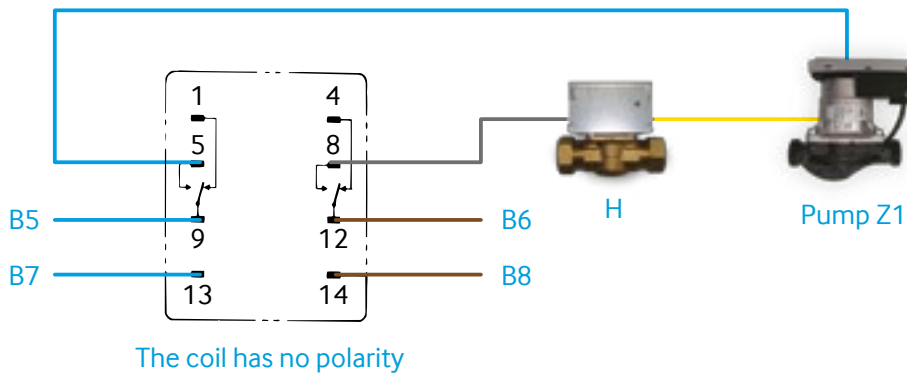 1 4
5 8
B5 B6
H
Pump Z1
9 12
B7 B8
13 14
The coil has no polarity